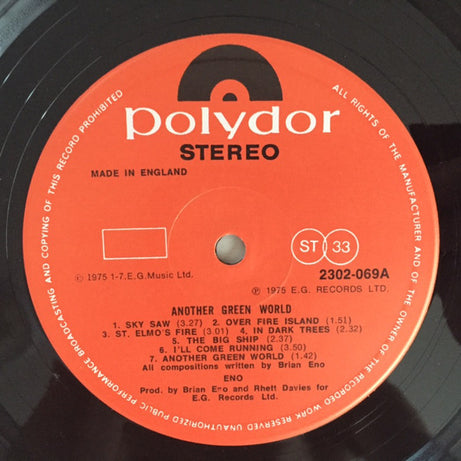 polydor
STEREO
MADE IN ENGLAND
ST 33
© 1975 1-7.E.G.Music Ltd.
2302-069A
℗ 1975 E.G. RECORDS LTD.
ANOTHER GREEN WORLD
1. SKY SAW (3.27) 2. OVER FIRE ISLAND (1.51)
3. ST. ELMO'S FIRE (3.01) 4. IN DARK TREES (2.32)
5. THE BIG SHIP (2.37)
6. I'LL COME RUNNING (3.50)
7. ANOTHER GREEN WORLD (1.42)
All compositions written by Brian Eno
ENO
Prod. by Brian Eno and Rhett Davies for
E.G. Records Ltd.
ALL RIGHTS OF THE MANUFACTURER AND OF THE OWNER OF THE RECORDED WORK RESERVED UNAUTHORIZED PUBLIC PERFORMANCE BROADCASTING AND COPYING OF THIS RECORD PROHIBITED